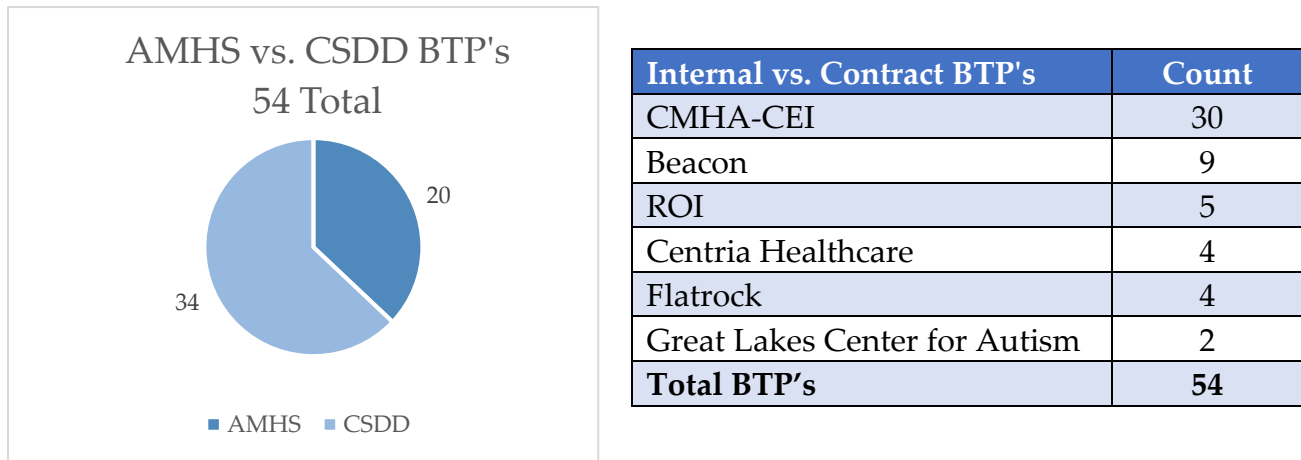 AMHS vs. CSDD BTP's
54 Total
20
34
AMHS CSDD
Internal vs. Contract BTP's Count
CMHA-CEI 30
Beacon 9
ROI 5
Centria Healthcare 4
Flatrock 4
Great Lakes Center for Autism 2
Total BTP’s 54